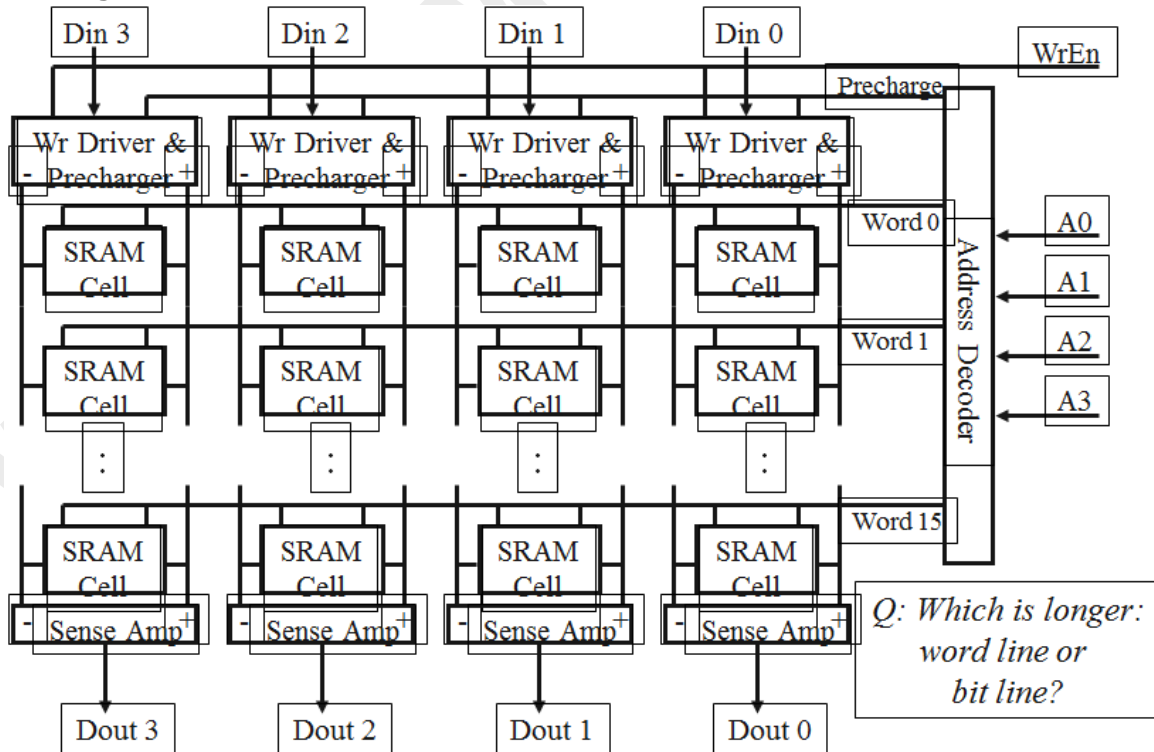 Din 3
Din 2
Din 1
Din 0
WrEn
Precharge
Wr Driver &
Precharger
- +
Wr Driver &
Precharger
- +
Wr Driver &
Precharger
- +
Wr Driver &
Precharger
- +
Word 0
SRAM
Cell
SRAM
Cell
SRAM
Cell
SRAM
Cell
Address Decoder
A0
A1
A2
A3
Word 1
SRAM
Cell
SRAM
Cell
SRAM
Cell
SRAM
Cell
:
:
:
:
Word 15
SRAM
Cell
SRAM
Cell
SRAM
Cell
SRAM
Cell
- Sense Amp +
- Sense Amp +
- Sense Amp +
- Sense Amp +
Dout 3
Dout 2
Dout 1
Dout 0
Q: Which is longer:
word line or
bit line?